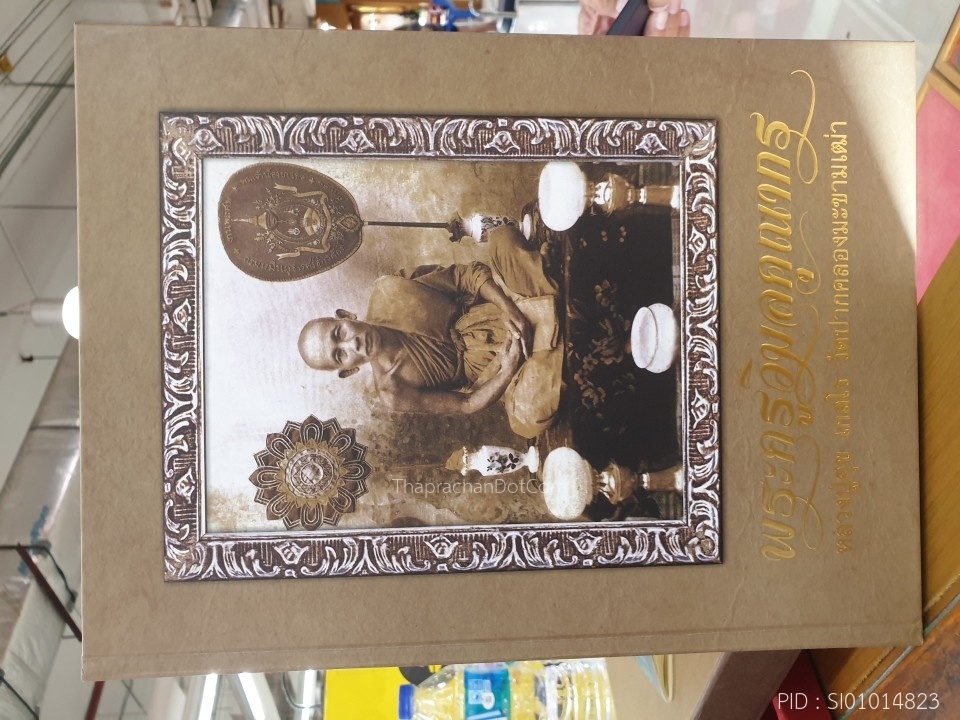 พระครูวิมลคุณากร
หลวงปู่ศุข เกสโร วัดปากคลองมะขามเฒ่า
ThaprachanDotCom
PID : SI01014823